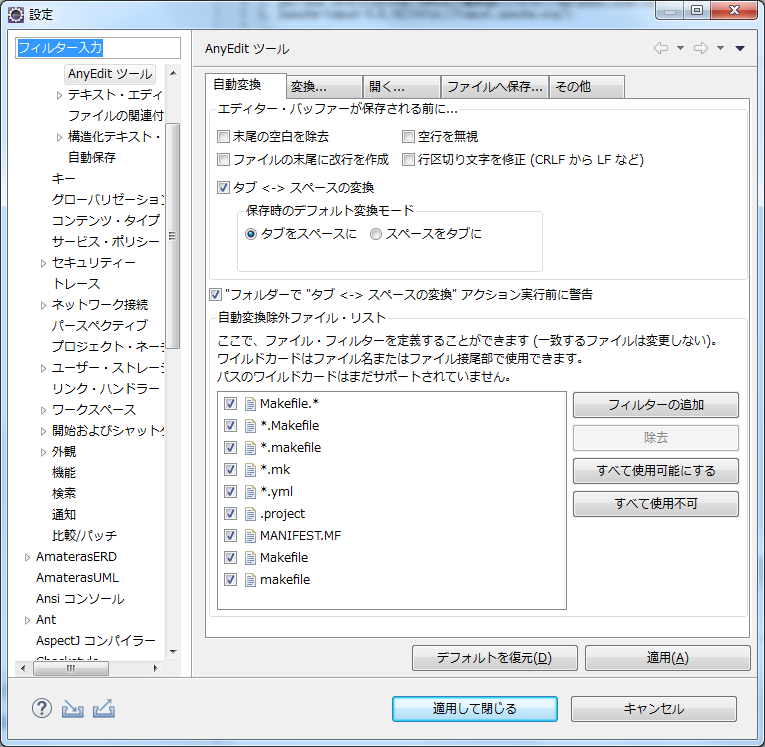 設定
フィルター入力
AnyEdit ツール
テキスト・エディ
ファイルの関連付
構造化テキスト・
自動保存
キー
グローバリゼーション
コンテンツ・タイプ
サービス・ポリシー
セキュリティー
トレース
ネットワーク接続
パースペクティブ
プロジェクト・ネー
ユーザー・ストレー
リンク・ハンドラー
ワークスペース
開始およびシャット
外観
機能
検索
通知
比較/パッチ
AmaterasERD
AmaterasUML
Ansi コンソール
Ant
AspectJ コンパイラー
AnyEdit ツール
自動変換
変換...
開く...
ファイルへ保存...
その他
エディター・バッファーが保存される前に...
末尾の空白を除去
空行を無視
ファイルの末尾に改行を作成
行区切り文字を修正 (CRLF から LF など)
タブ <-> スペースの変換
保存時のデフォルト変換モード
タブをスペースに
スペースをタブに
"フォルダーで "タブ <-> スペースの変換" アクション実行前に警告
自動変換除外ファイル・リスト
ここで、ファイル・フィルターを定義することができます (一致するファイルは変更しない)。
ワイルドカードはファイル名またはファイル接尾部で使用できます。
パスのワイルドカードはまだサポートされていません。
Makefile.*
*.Makefile
*.makefile
*.mk
*.yml
.project
MANIFEST.MF
Makefile
makefile
フィルターの追加
除去
すべて使用可能にする
すべて使用不可
デフォルトを復元(D)
適用(A)
適用して閉じる
キャンセル